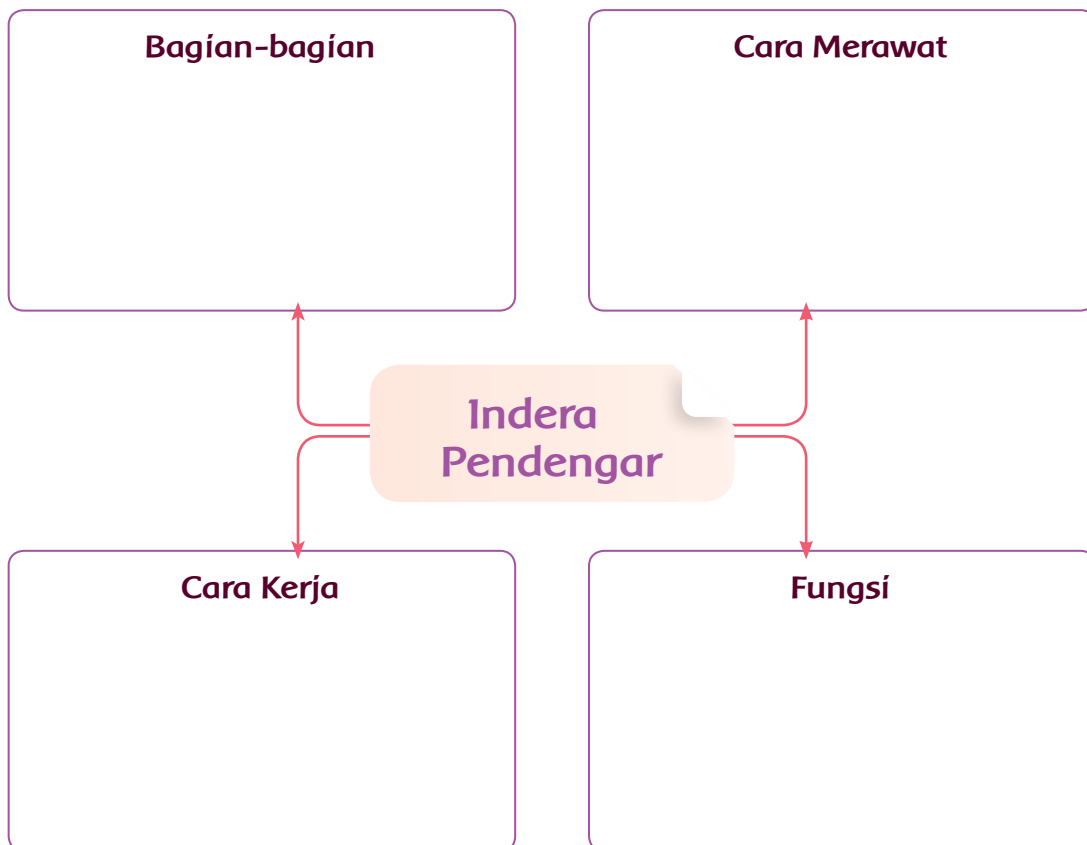 Bagian-bagian
Cara Merawat
Indera
Pendengar
Cara Kerja
Fungsi